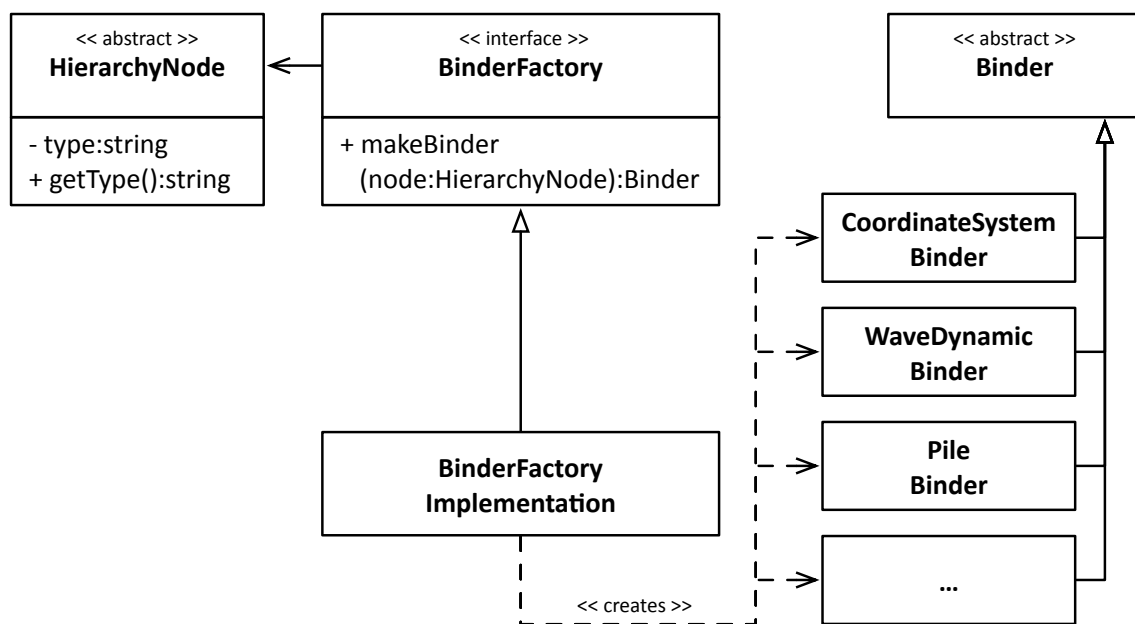 << abstract >>
HierarchyNode
- type:string
+ getType():string
<< interface >>
BinderFactory
+ makeBinder
(node:HierarchyNode):Binder
<< abstract >>
Binder
CoordinateSystem
Binder
WaveDynamic
Binder
Pile
Binder
...
BinderFactory
Implementation
<< creates >>